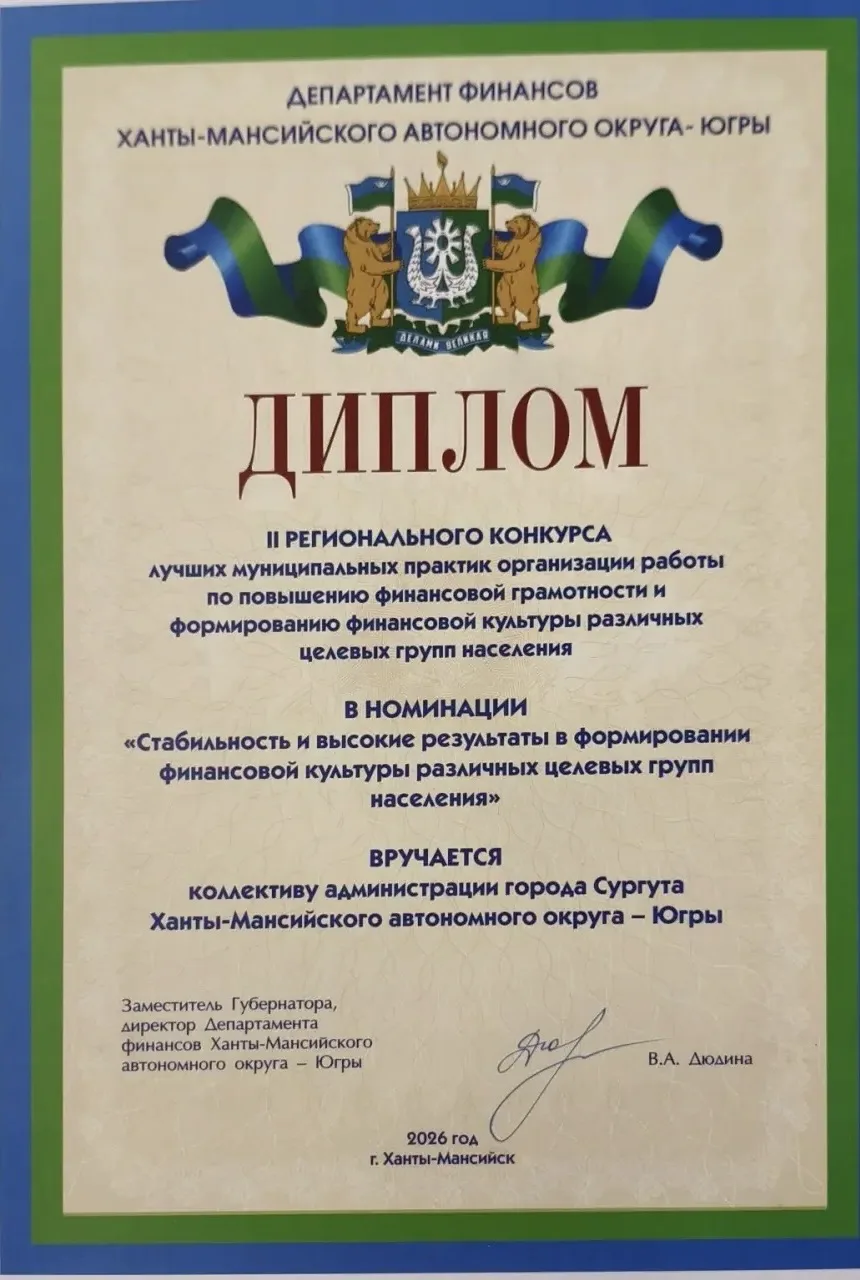 ДЕПАРТАМЕНТ ФИНАНСОВ
ХАНТЫ-МАНСИЙСКОГО АВТОНОМНОГО ОКРУГА- ЮГРЫ
ДЕЛАМИ ВЕЛИКАЯ
ДИПЛОМ
II РЕГИОНАЛЬНОГО КОНКУРСА
лучших муниципальных практик организации работы
по повышению финансовой грамотности и
формированию финансовой культуры различных
целевых групп населения
В НОМИНАЦИИ
«Стабильность и высокие результаты в формировании
финансовой культуры различных целевых групп
населения»
ВРУЧАЕТСЯ
коллективу администрации города Сургута
Ханты-Мансийского автономного округа – Югры
Заместитель Губернатора,
директор Департамента
финансов Ханты-Мансийского
автономного округа – Югры
В.А. Дюдина
2026 год
г. Ханты-Мансийск